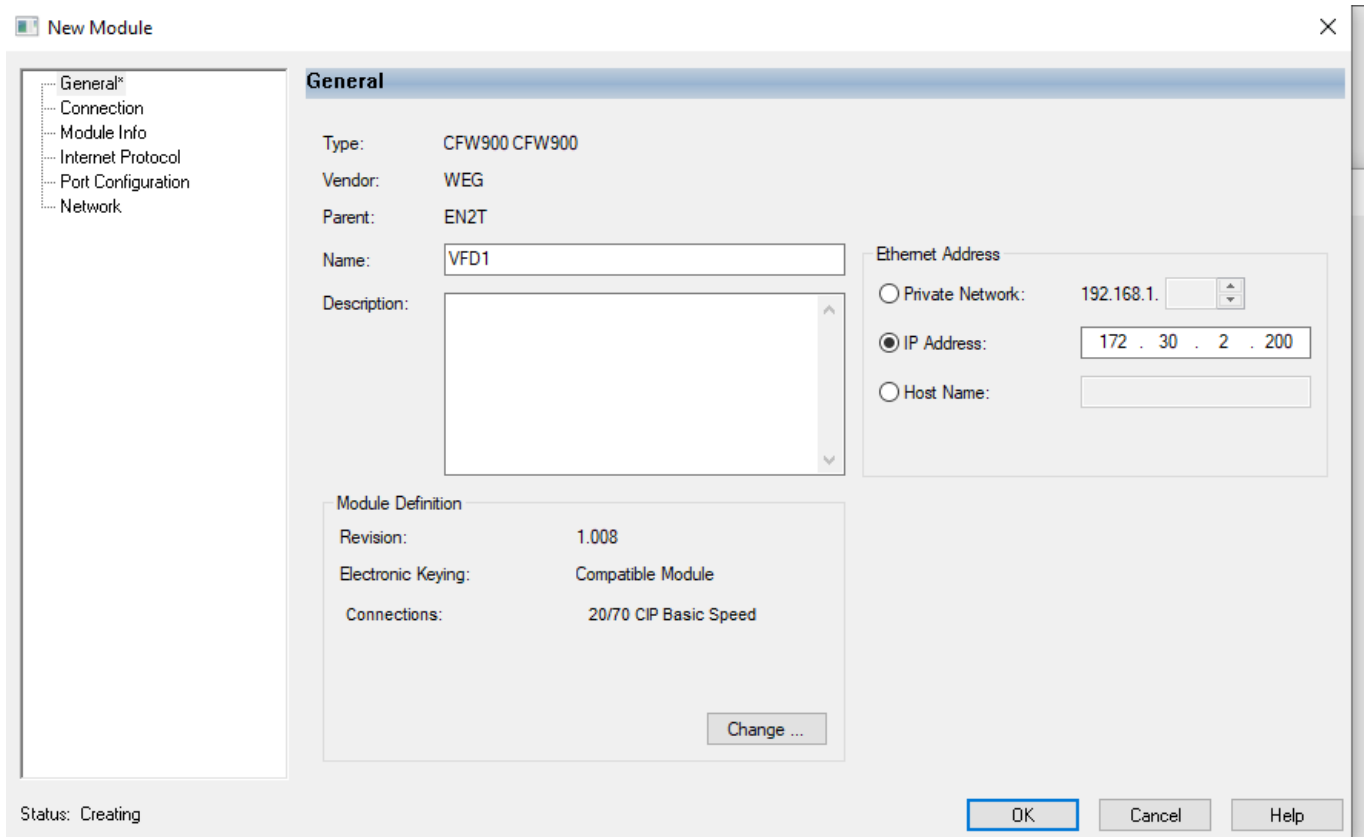 New Module
General*
Connection
Module Info
Internet Protocol
Port Configuration
Network
General
Type: CFW900 CFW900
Vendor: WEG
Parent: EN2T
Name: VFD1
Description:
Ethernet Address
Private Network: 192.168.1.
IP Address: 172 . 30 . 2 . 200
Host Name:
Module Definition
Revision: 1.008
Electronic Keying: Compatible Module
Connections: 20/70 CIP Basic Speed
Change ...
Status: Creating
OK Cancel Help